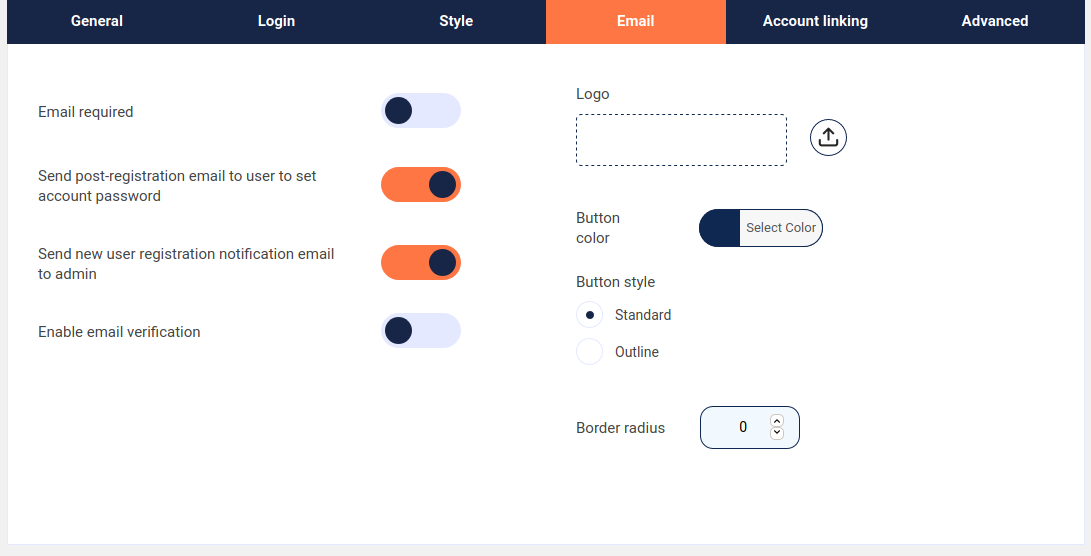 General
Login
Style
Email
Account linking
Advanced
Email required
Send post-registration email to user to set
account password
Send new user registration notification email
to admin
Enable email verification
Logo
Button
color
Select Color
Button style
Standard
Outline
Border radius
0